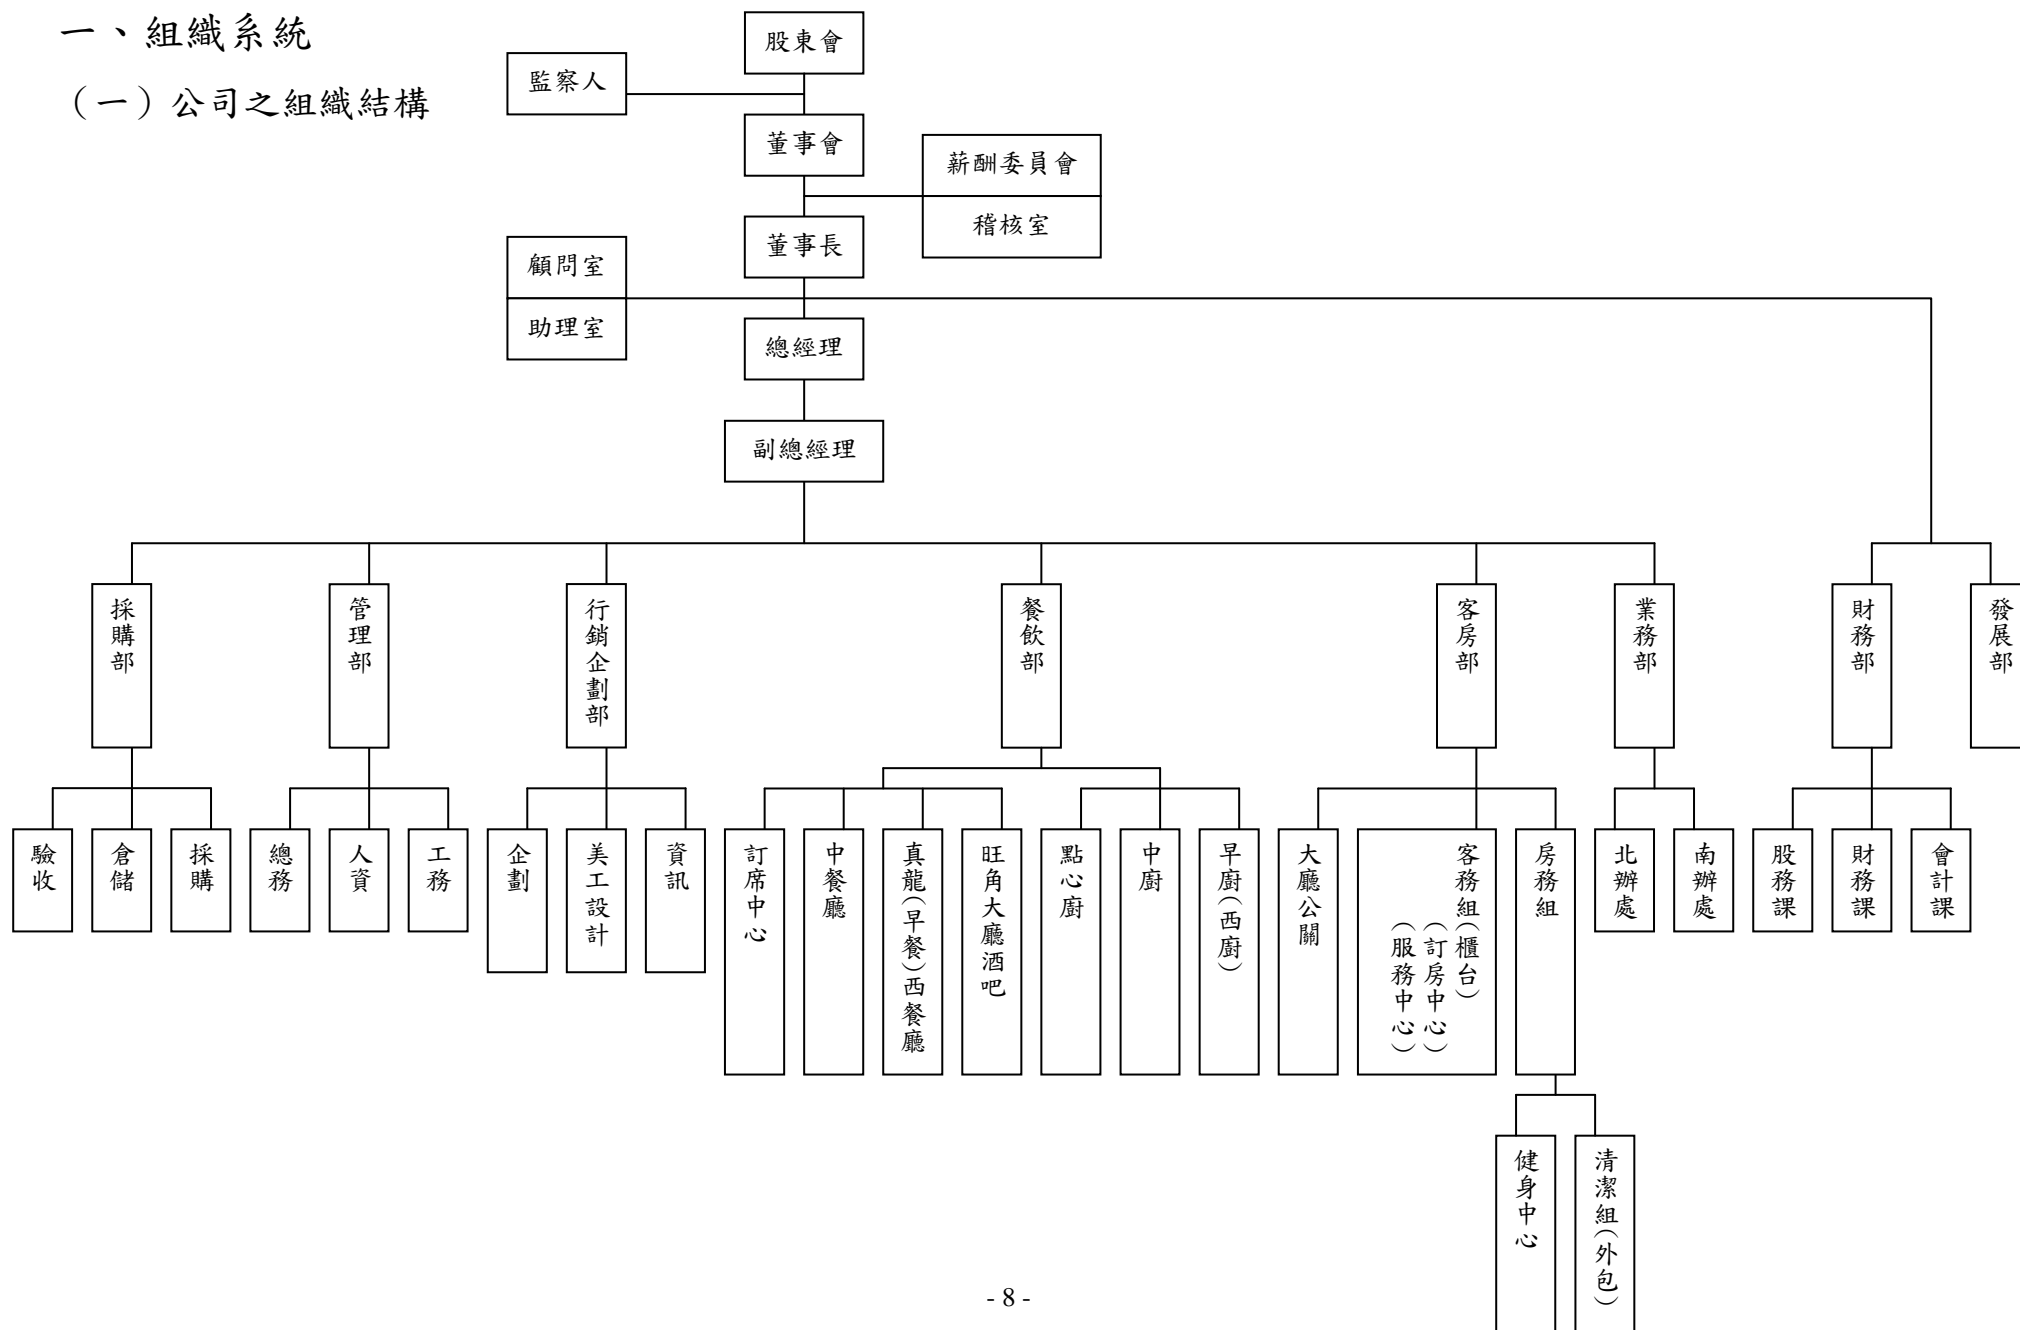 一、組織系統
（一）公司之組織結構
股東會
監察人
董事會
薪酬委員會
稽核室
董事長
顧問室
助理室
總經理
副總經理
採購部
管理部
行銷企劃部
餐飲部
客房部
業務部
財務部
發展部
驗收
倉儲
採購
總務
人資
工務
企劃
美工設計
資訊
訂席中心
中餐廳
真龍(早餐)西餐廳
旺角大廳酒吧
點心廚
中廚
早廚(西廚)
大廳公關
客務組(櫃台)
(訂房中心)
(服務中心)
房務組
北辦處
南辦處
股務課
財務課
會計課
健身中心
清潔組(外包)
- 8 -